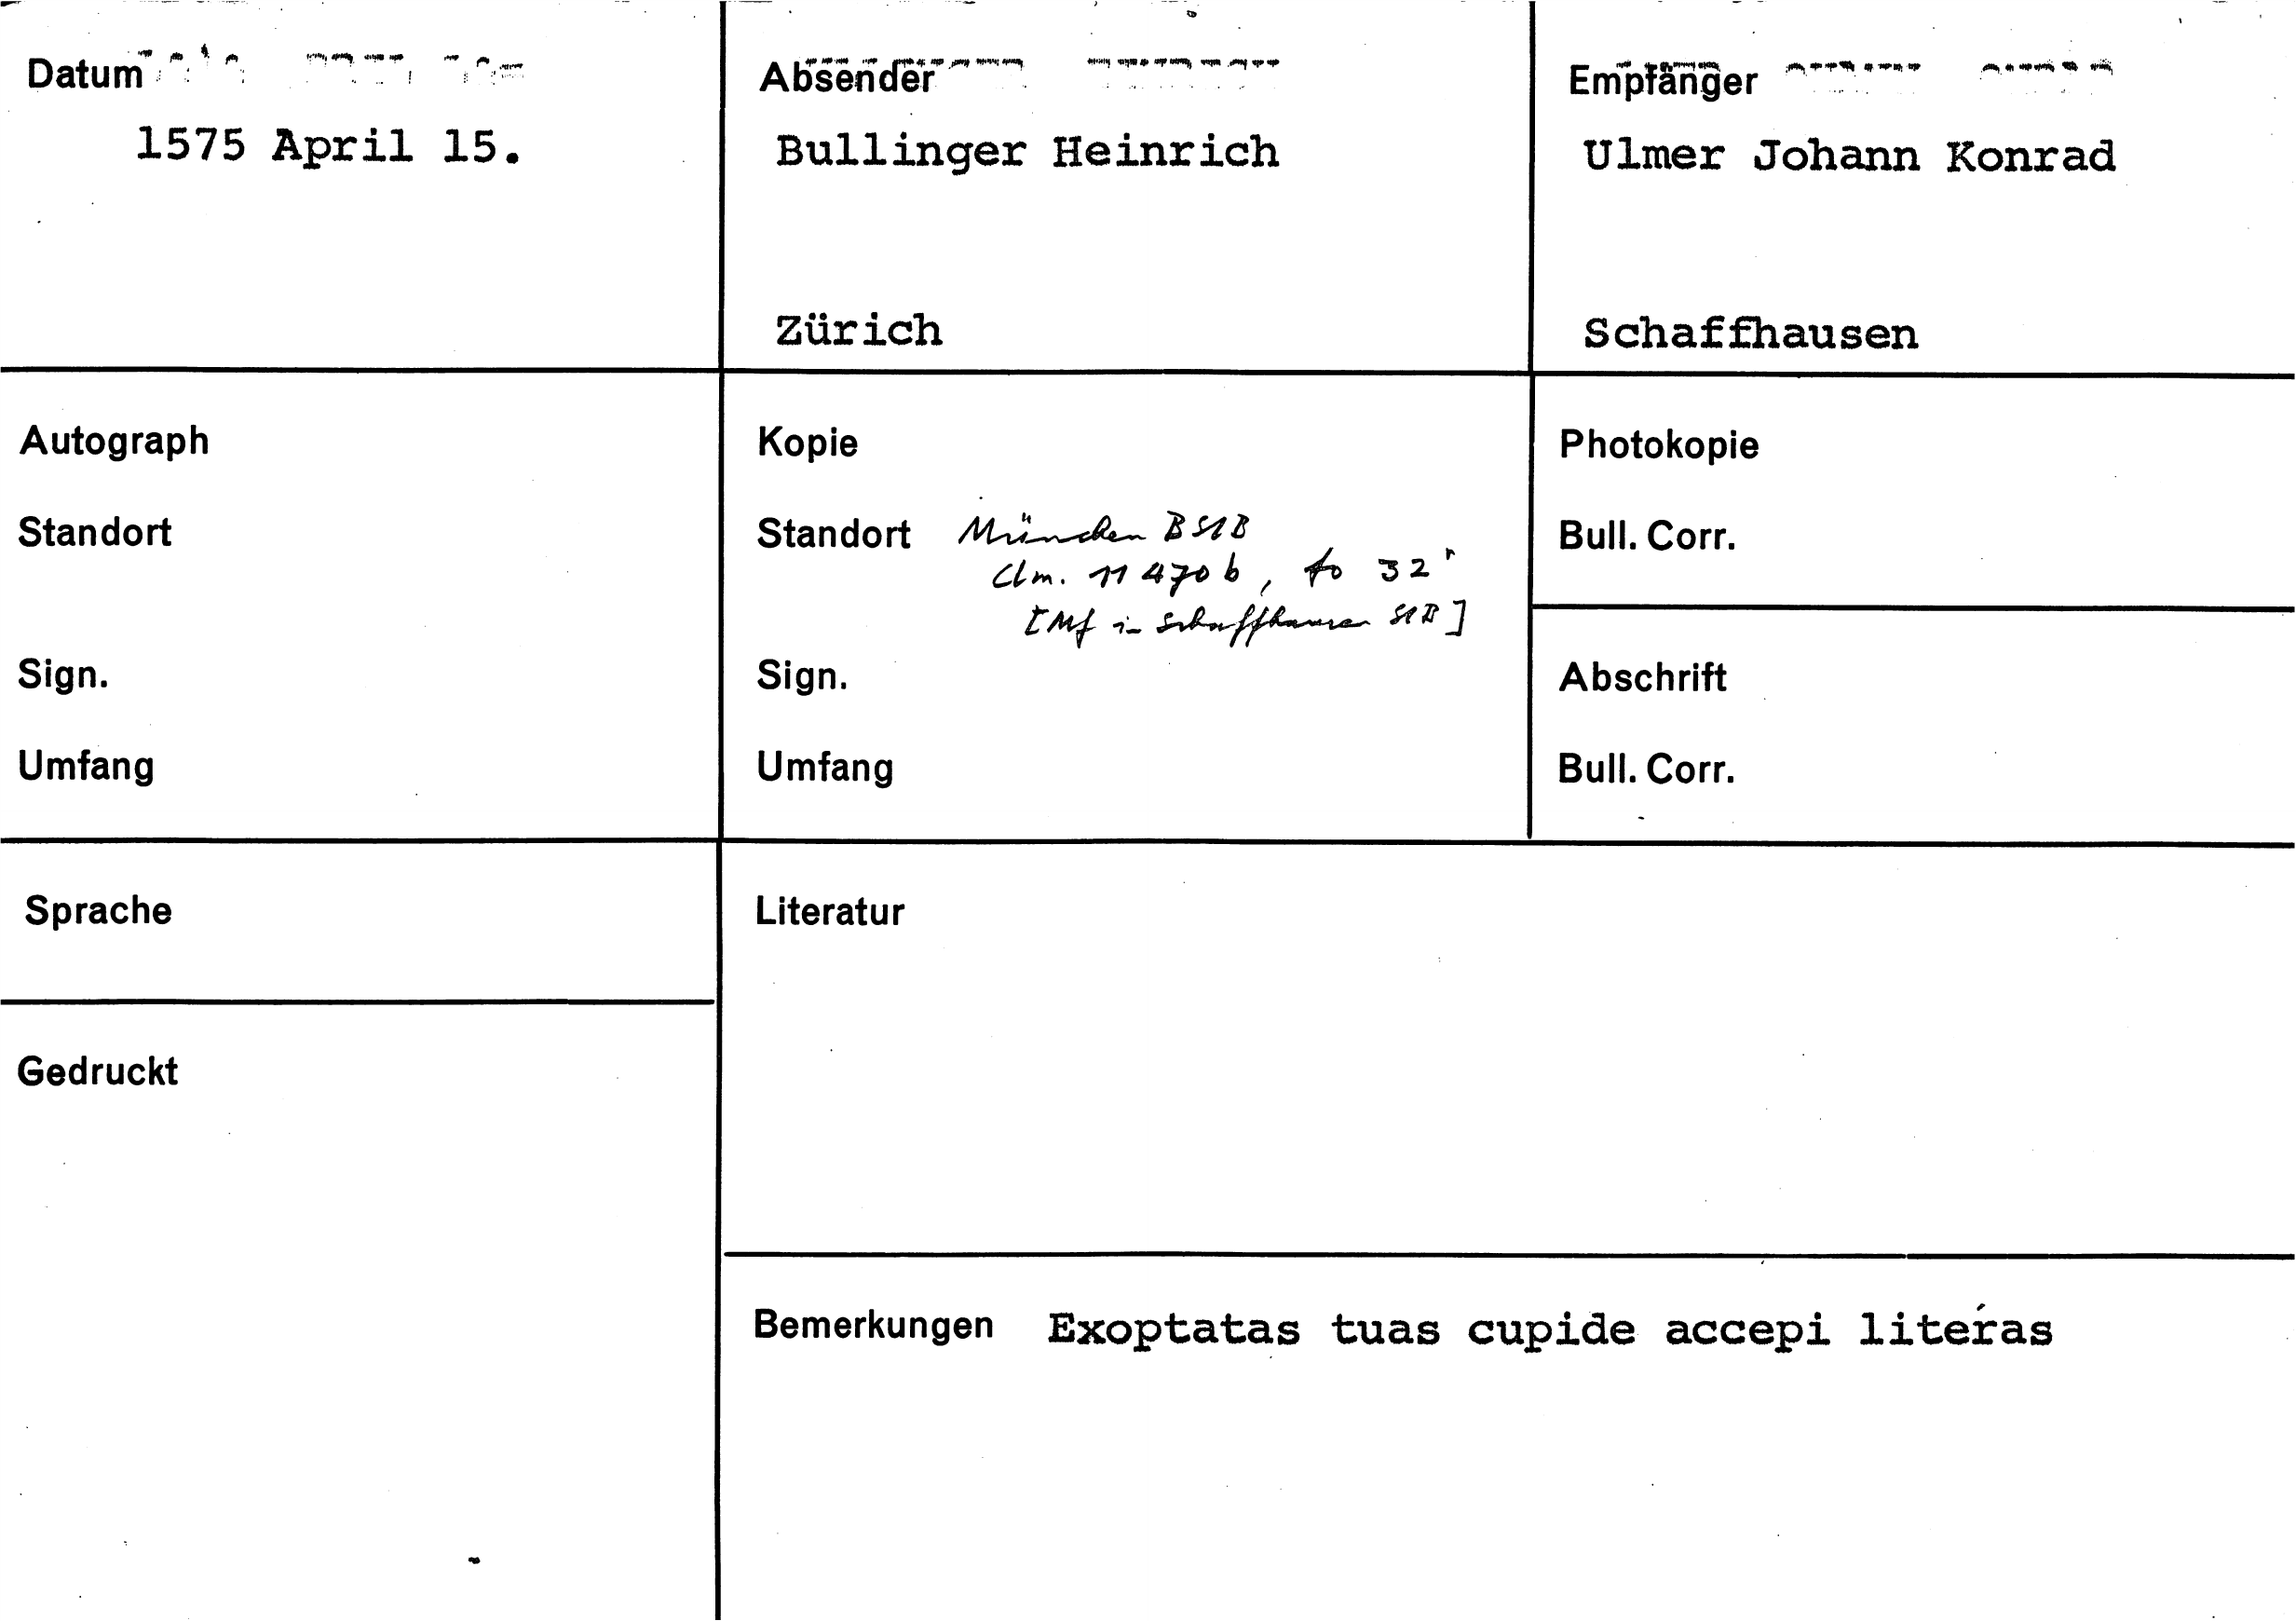 Datum
1575 April 15.
Absender
Bullinger Heinrich
Zürich
Empfänger
Ulmer Johann Konrad
Schaffhausen
Autograph
Standort
Sign.
Umfang
Kopie
Standort München BStB
Clm. 11470b, fo 32r
[Mf in Schaffhausen StB]
Sign.
Umfang
Photokopie
Bull. Corr.
Abschrift
Bull. Corr.
Sprache
Gedruckt
Literatur
Bemerkungen Exoptatas tuas cupide accepi literas